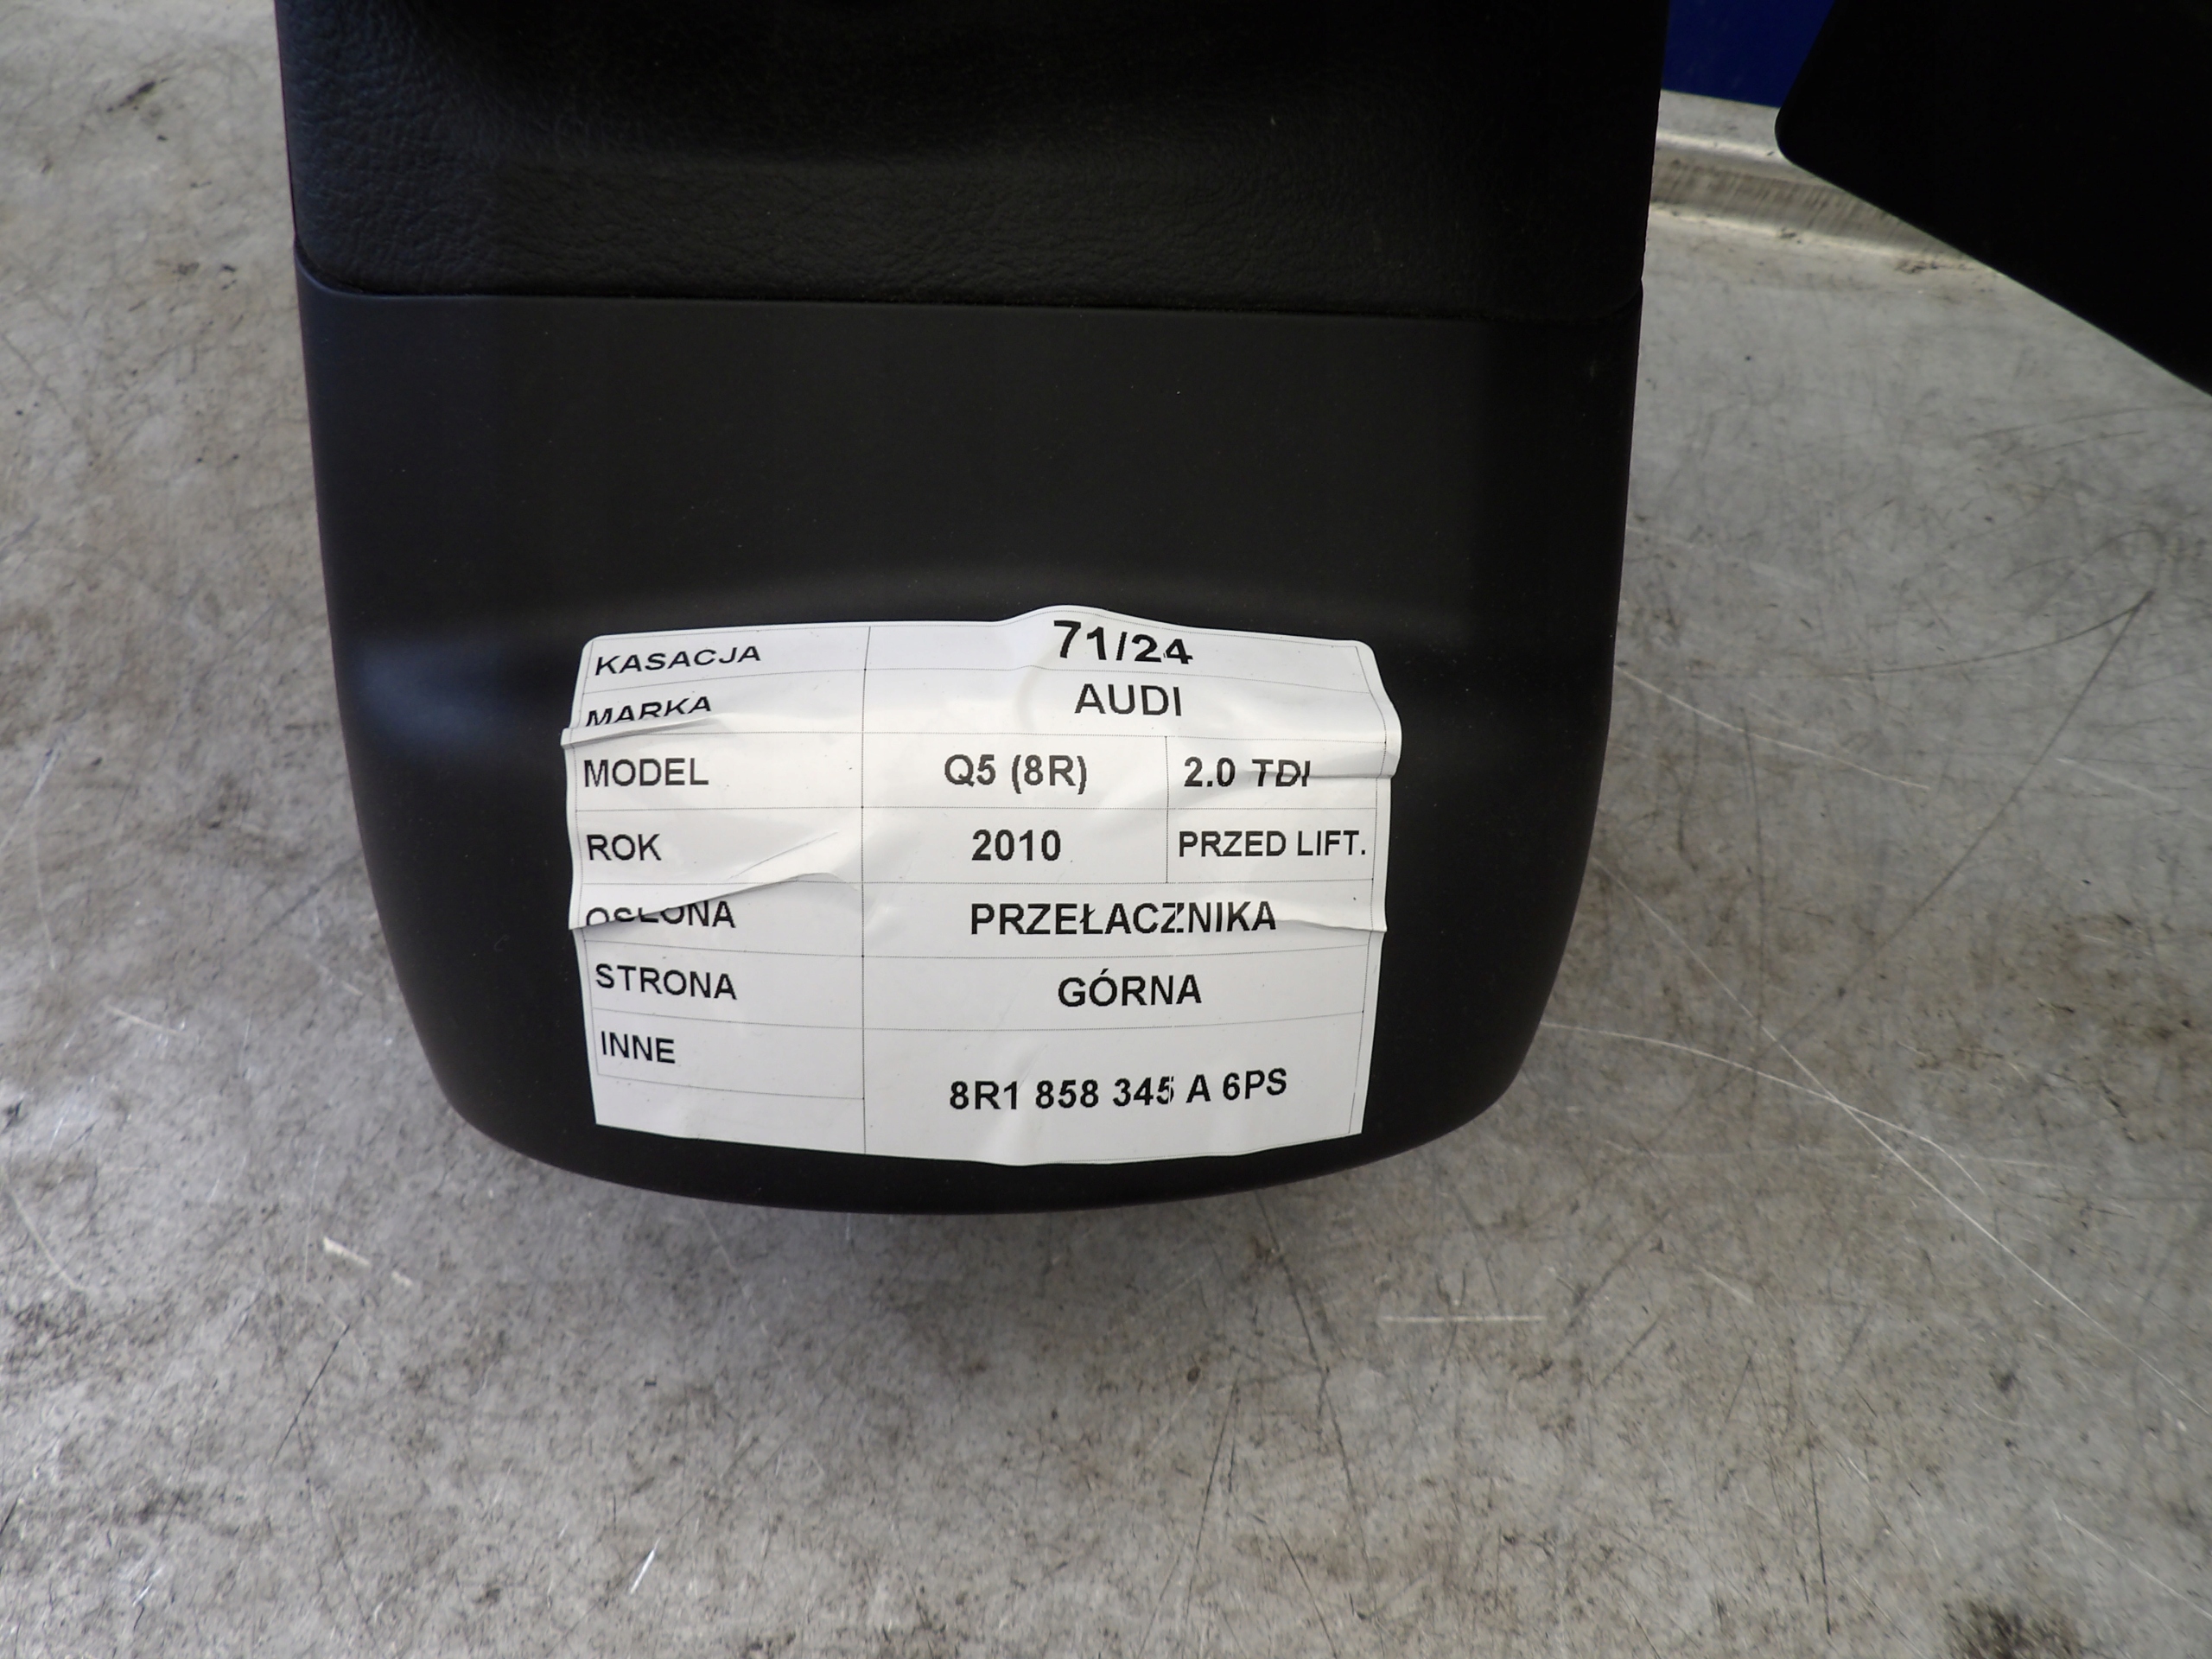 KASACJA 71/24
MARKA AUDI
MODEL Q5 (8R) 2.0 TDI
ROK 2010 PRZED LIFT.
OSŁONA PRZEŁACZNIKA
STRONA GÓRNA
INNE
8R1 858 345 A 6PS